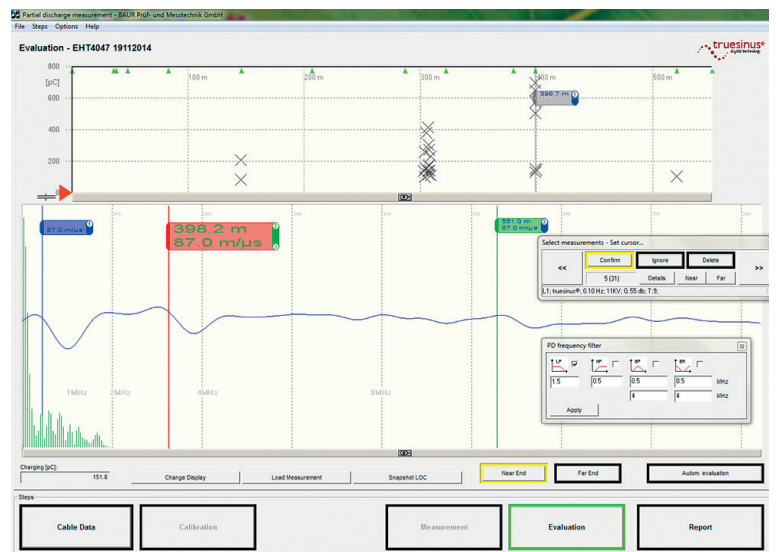 Partial discharge measurement - BAUR Prüf- und Messtechnik GmbH
File Steps Options Help
Evaluation - EHT4047 19112014
truesinus®
digital technology
800
[pC]
600
400
200
0
100 m
200 m
300 m
400 m
500 m
398.7 m
87.0 m/µs
398.2 m
87.0 m/µs
551.0 m
87.0 m/µs
1MHz 2MHz 4MHz 8MHz
Select measurements - Set cursor...
<< Confirm Ignore Delete >>
5 (31) Details Near Far
L1; truesinus®; 0.10 Hz; 11KV; G:55 db; T:9;
PD frequency filter
LP HP BP BR
1.5 0.5 0.5 0.5 MHz
4 4 MHz
Apply
Charging [pC]:
151.8
Change Display Load Measurement Snapshot LOC Near End Far End Autom. evaluation
Steps
Cable Data Calibration Measurement Evaluation Report